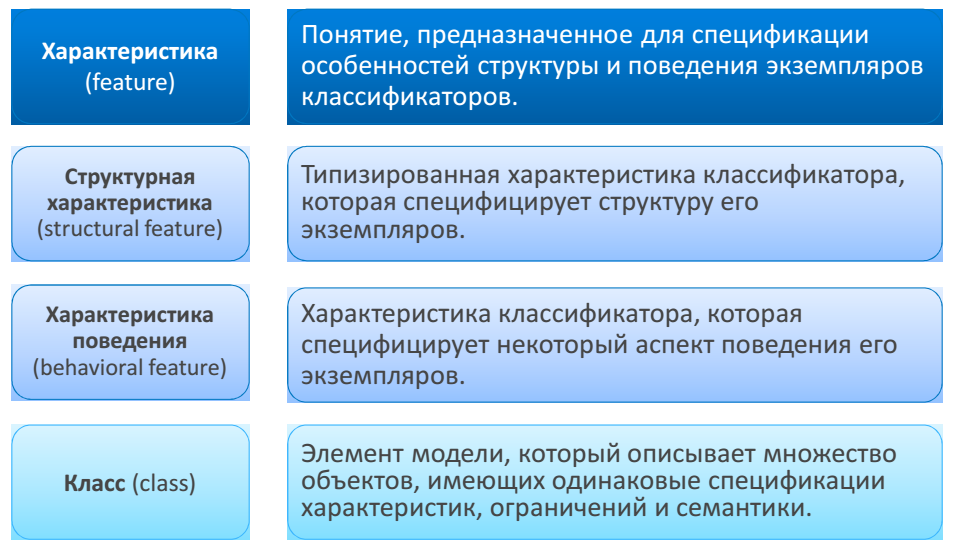 Характеристика
(feature)
Понятие, предназначенное для спецификации
особенностей структуры и поведения экземпляров
классификаторов.
Структурная
характеристика
(structural feature)
Типизированная характеристика классификатора,
которая специфицирует структуру его
экземпляров.
Характеристика
поведения
(behavioral feature)
Характеристика классификатора, которая
специфицирует некоторый аспект поведения его
экземпляров.
Класс (class)
Элемент модели, который описывает множество
объектов, имеющих одинаковые спецификации
характеристик, ограничений и семантики.